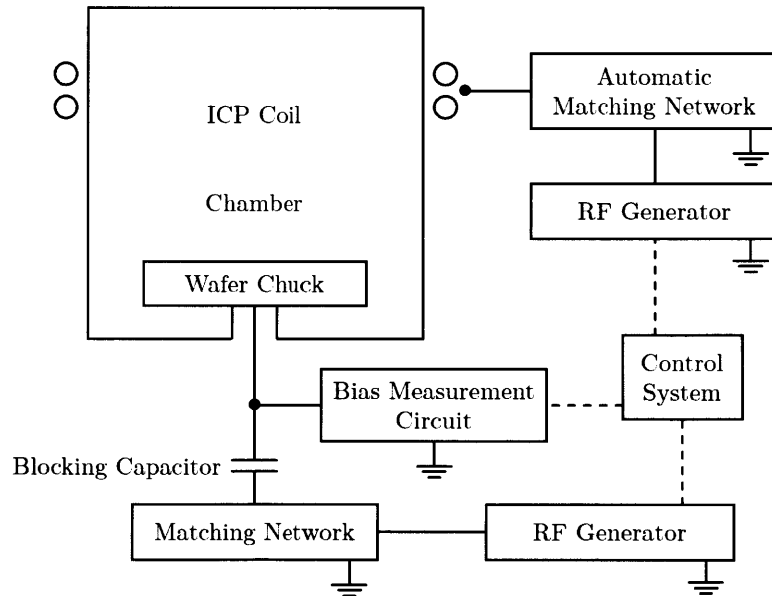 Automatic
Matching Network
ICP Coil
Chamber
RF Generator
Wafer Chuck
Control
System
Bias Measurement
Circuit
Blocking Capacitor
Matching Network
RF Generator